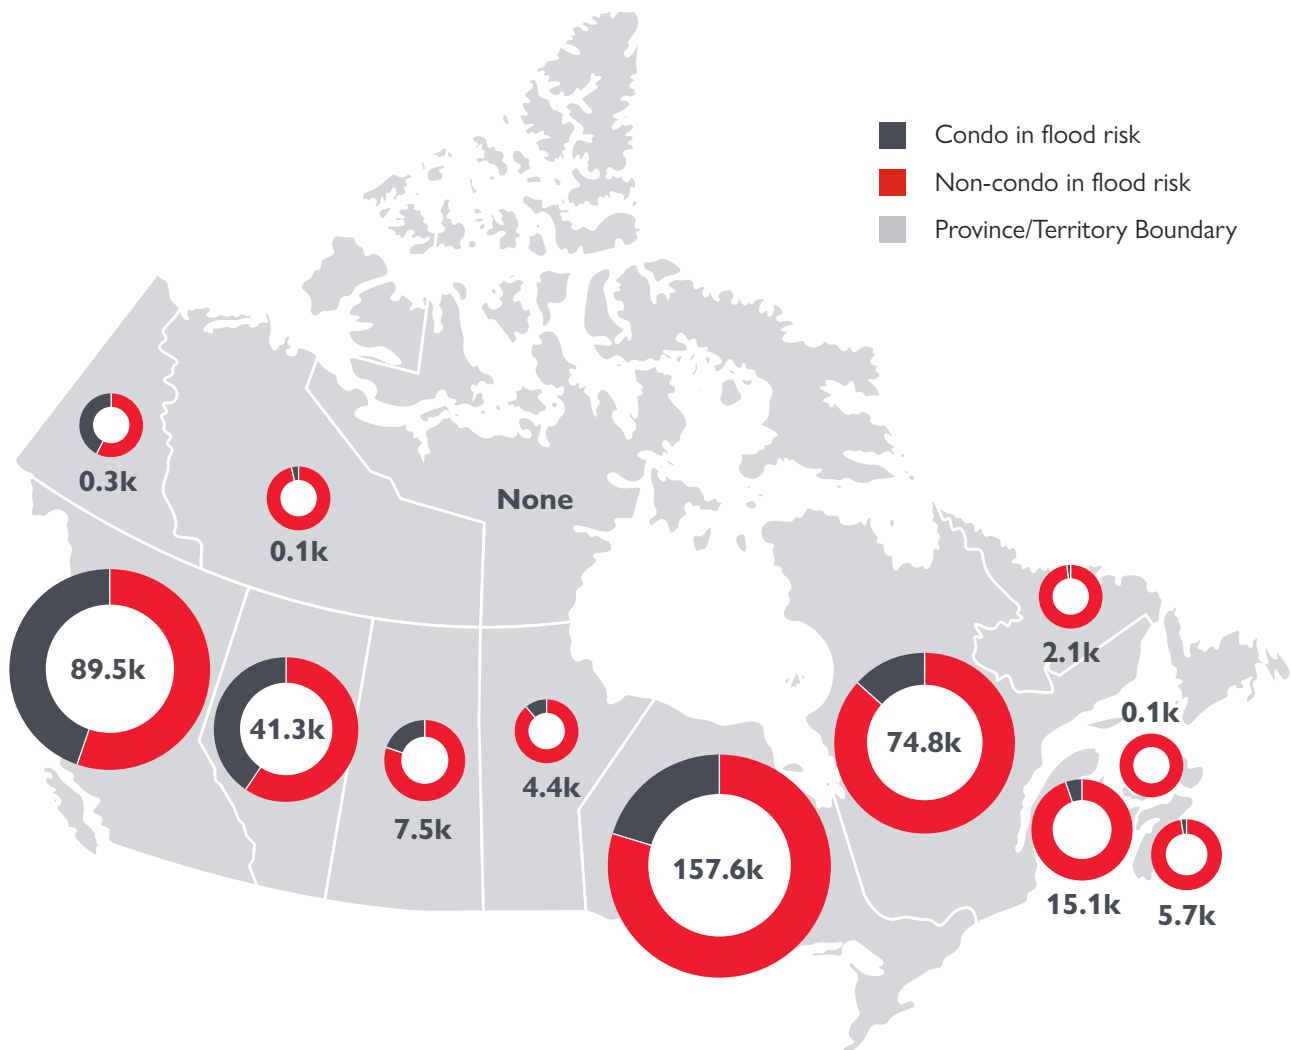 Condo in flood risk
Non-condo in flood risk
Province/Territory Boundary
0.3k
0.1k
None
89.5k
41.3k
7.5k
4.4k
157.6k
74.8k
2.1k
0.1k
15.1k
5.7k